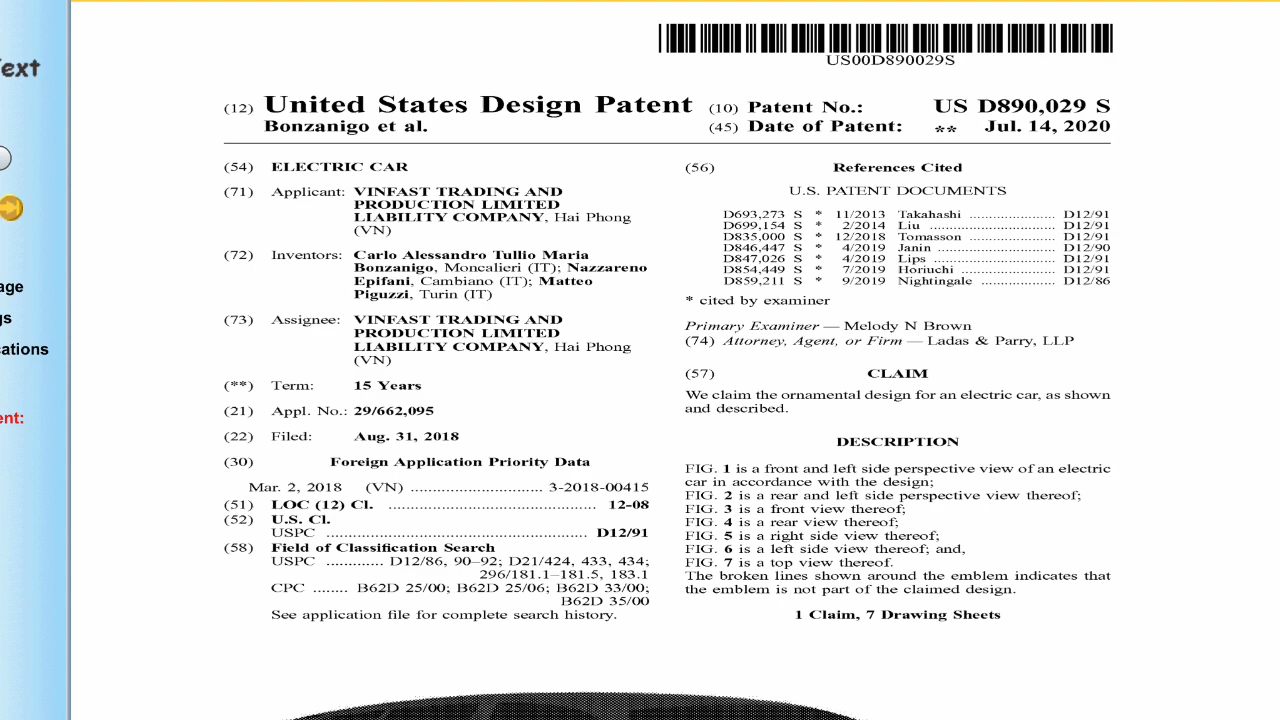 US00D890029S
(12) United States Design Patent
Bonzanigo et al.
(10) Patent No.: US D890,029 S
(45) Date of Patent: ** Jul. 14, 2020
(54) ELECTRIC CAR
(71) Applicant: VINFAST TRADING AND
PRODUCTION LIMITED
LIABILITY COMPANY, Hai Phong
(VN)
(72) Inventors: Carlo Alessandro Tullio Maria
Bonzanigo, Moncalieri (IT); Nazzareno
Epifani, Cambiano (IT); Matteo
Piguzzi, Turin (IT)
(73) Assignee: VINFAST TRADING AND
PRODUCTION LIMITED
LIABILITY COMPANY, Hai Phong
(VN)
(**) Term: 15 Years
(21) Appl. No.: 29/662,095
(22) Filed: Aug. 31, 2018
(30) Foreign Application Priority Data
Mar. 2, 2018 (VN) .............................. 3-2018-00415
(51) LOC (12) Cl. .............................................. 12-08
(52) U.S. Cl.
USPC .......................................................... D12/91
(58) Field of Classification Search
USPC ............. D12/86, 90–92; D21/424, 433, 434;
296/181.1–181.5, 183.1
CPC ........ B62D 25/00; B62D 25/06; B62D 33/00;
B62D 35/00
See application file for complete search history.
(56) References Cited
U.S. PATENT DOCUMENTS
D693,273 S * 11/2013 Takahashi ...................... D12/91
D699,154 S * 2/2014 Liu ................................ D12/91
D835,000 S * 12/2018 Tomasson ...................... D12/91
D846,447 S * 4/2019 Janin ............................. D12/90
D847,026 S * 4/2019 Lips ............................... D12/91
D854,449 S * 7/2019 Horiuchi ........................ D12/91
D859,211 S * 9/2019 Nightingale ................... D12/86
* cited by examiner
Primary Examiner — Melody N Brown
(74) Attorney, Agent, or Firm — Ladas & Parry, LLP
(57) CLAIM
We claim the ornamental design for an electric car, as shown
and described.
DESCRIPTION
FIG. 1 is a front and left side perspective view of an electric
car in accordance with the design;
FIG. 2 is a rear and left side perspective view thereof;
FIG. 3 is a front view thereof;
FIG. 4 is a rear view thereof;
FIG. 5 is a right side view thereof;
FIG. 6 is a left side view thereof; and,
FIG. 7 is a top view thereof.
The broken lines shown around the emblem indicates that
the emblem is not part of the claimed design.
1 Claim, 7 Drawing Sheets